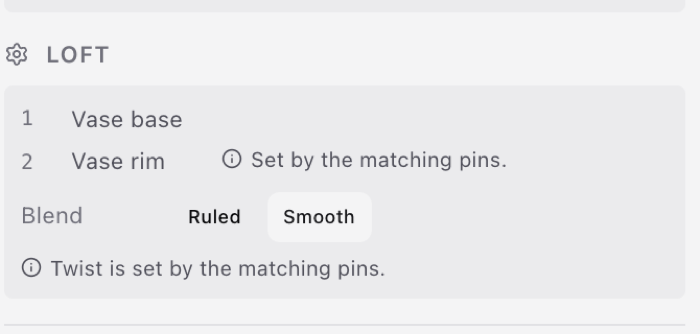 LOFT
1 Vase base
2 Vase rim Set by the matching pins.
Blend Ruled Smooth
Twist is set by the matching pins.